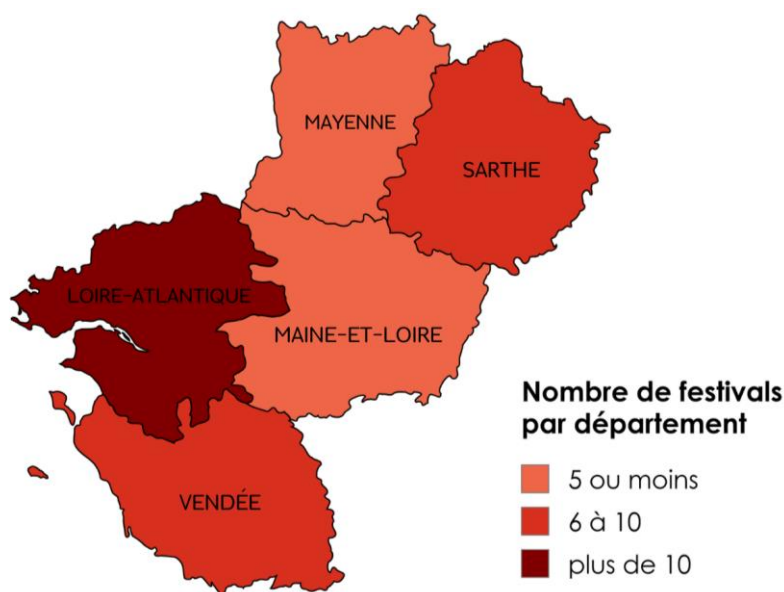 MAYENNE
SARTHE
LOIRE-ATLANTIQUE
MAINE-ET-LOIRE
VENDÉE
Nombre de festivals
par département
5 ou moins
6 à 10
plus de 10